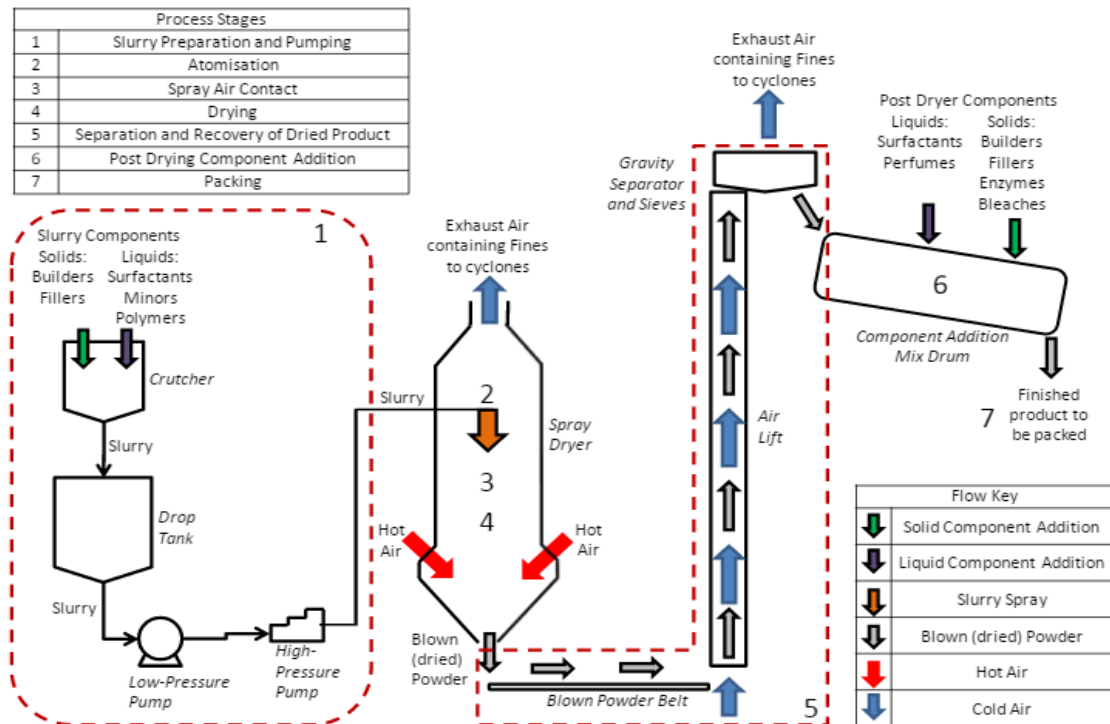 Process Stages
1 Slurry Preparation and Pumping
2 Atomisation
3 Spray Air Contact
4 Drying
5 Separation and Recovery of Dried Product
6 Post Drying Component Addition
7 Packing
Exhaust Air
containing Fines
to cyclones
Post Dryer Components
Liquids:
Surfactants
Perfumes
Solids:
Builders
Fillers
Enzymes
Bleaches
Gravity
Separator
and Sieves
1
Slurry Components
Solids:
Builders
Fillers
Liquids:
Surfactants
Minors
Polymers
Exhaust Air
containing Fines
to cyclones
6
Component Addition
Mix Drum
Crutcher
Slurry
2
Slurry
Spray
Dryer
Air
Lift
7
Finished
product to
be packed
Drop
Tank
3
4
Hot
Air
Hot
Air
Slurry
Low-Pressure
Pump
High-
Pressure
Pump
Blown
(dried)
Powder
Blown Powder Belt
5
Flow Key
Solid Component Addition
Liquid Component Addition
Slurry Spray
Blown (dried) Powder
Hot Air
Cold Air